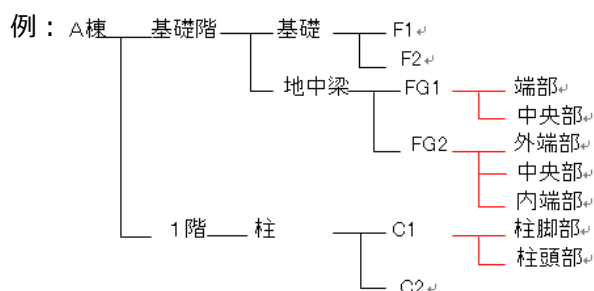 例： A棟 基礎階 基礎 F1↵
F2↵
地中梁 FG1 端部↵
中央部↵
FG2 外端部↵
中央部↵
内端部↵
1階 柱 C1 柱脚部↵
柱頭部↵
C2↵